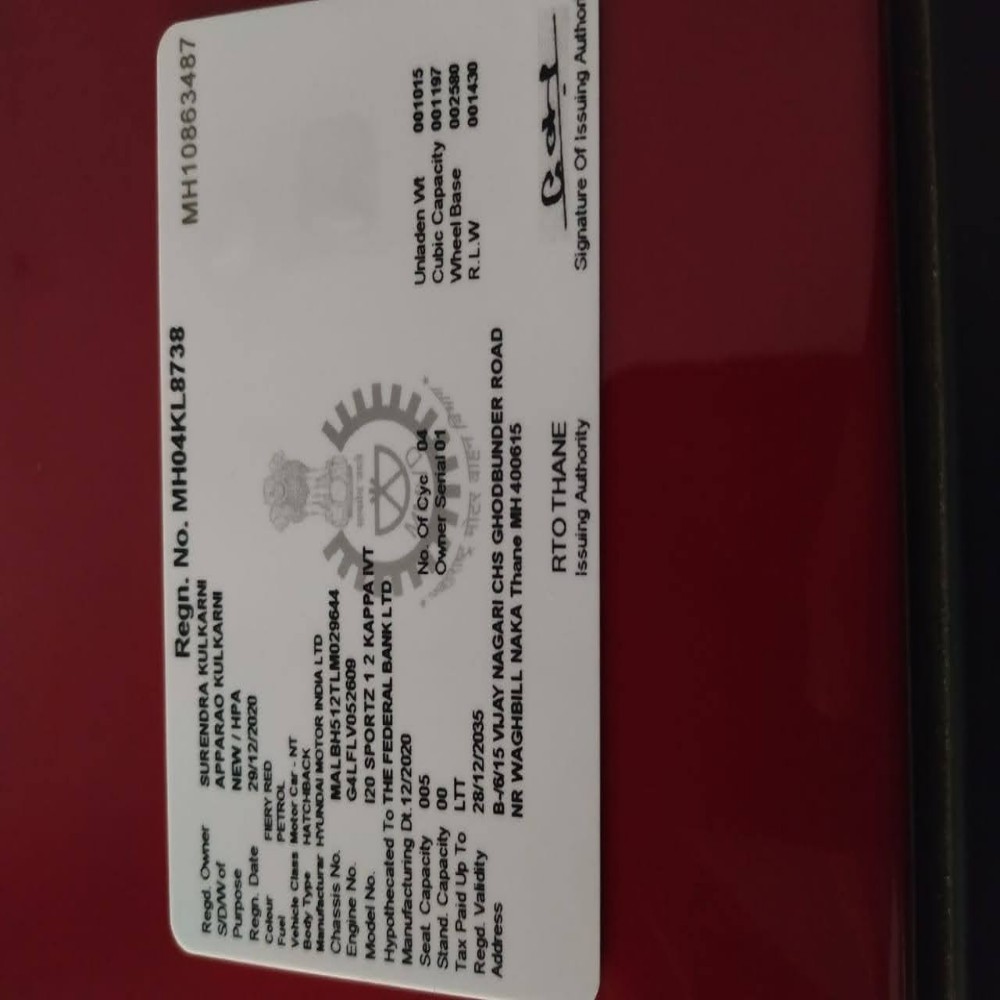 MH10863487
Regn. No. MH04KL8738
Regd. Owner SURENDRA KULKARNI
S/D/W of APPARAO KULKARNI
Purpose NEW / HPA
Regn. Date 29/12/2020
Colour FIERY RED
Fuel PETROL
Vehicle Class Motor Car - NT
Body Type HATCHBACK
Manufacturar HYUNDAI MOTOR INDIA LTD
Chassis No. MALBH512TLM029644
Engine No. G4LFLV052609
Model No. I20 SPORTZ 1 2 KAPPA IVT
Hypothecated To THE FEDERAL BANK LTD
Manufacturing Dt. 12/2020
Seat. Capacity 005 No. Of Cyc 04 Unladen Wt 001015
Stand. Capacity 00 Owner Serial 01 Cubic Capacity 001197
Tax Paid Up To LTT Wheel Base 002580
Regd. Validity 28/12/2035 R.L.W 001430
Address B-/6/15 VIJAY NAGARI CHS GHODBUNDER ROAD
NR WAGHBILL NAKA Thane MH 400615
RTO THANE
Issuing Authority Signature Of Issuing Author